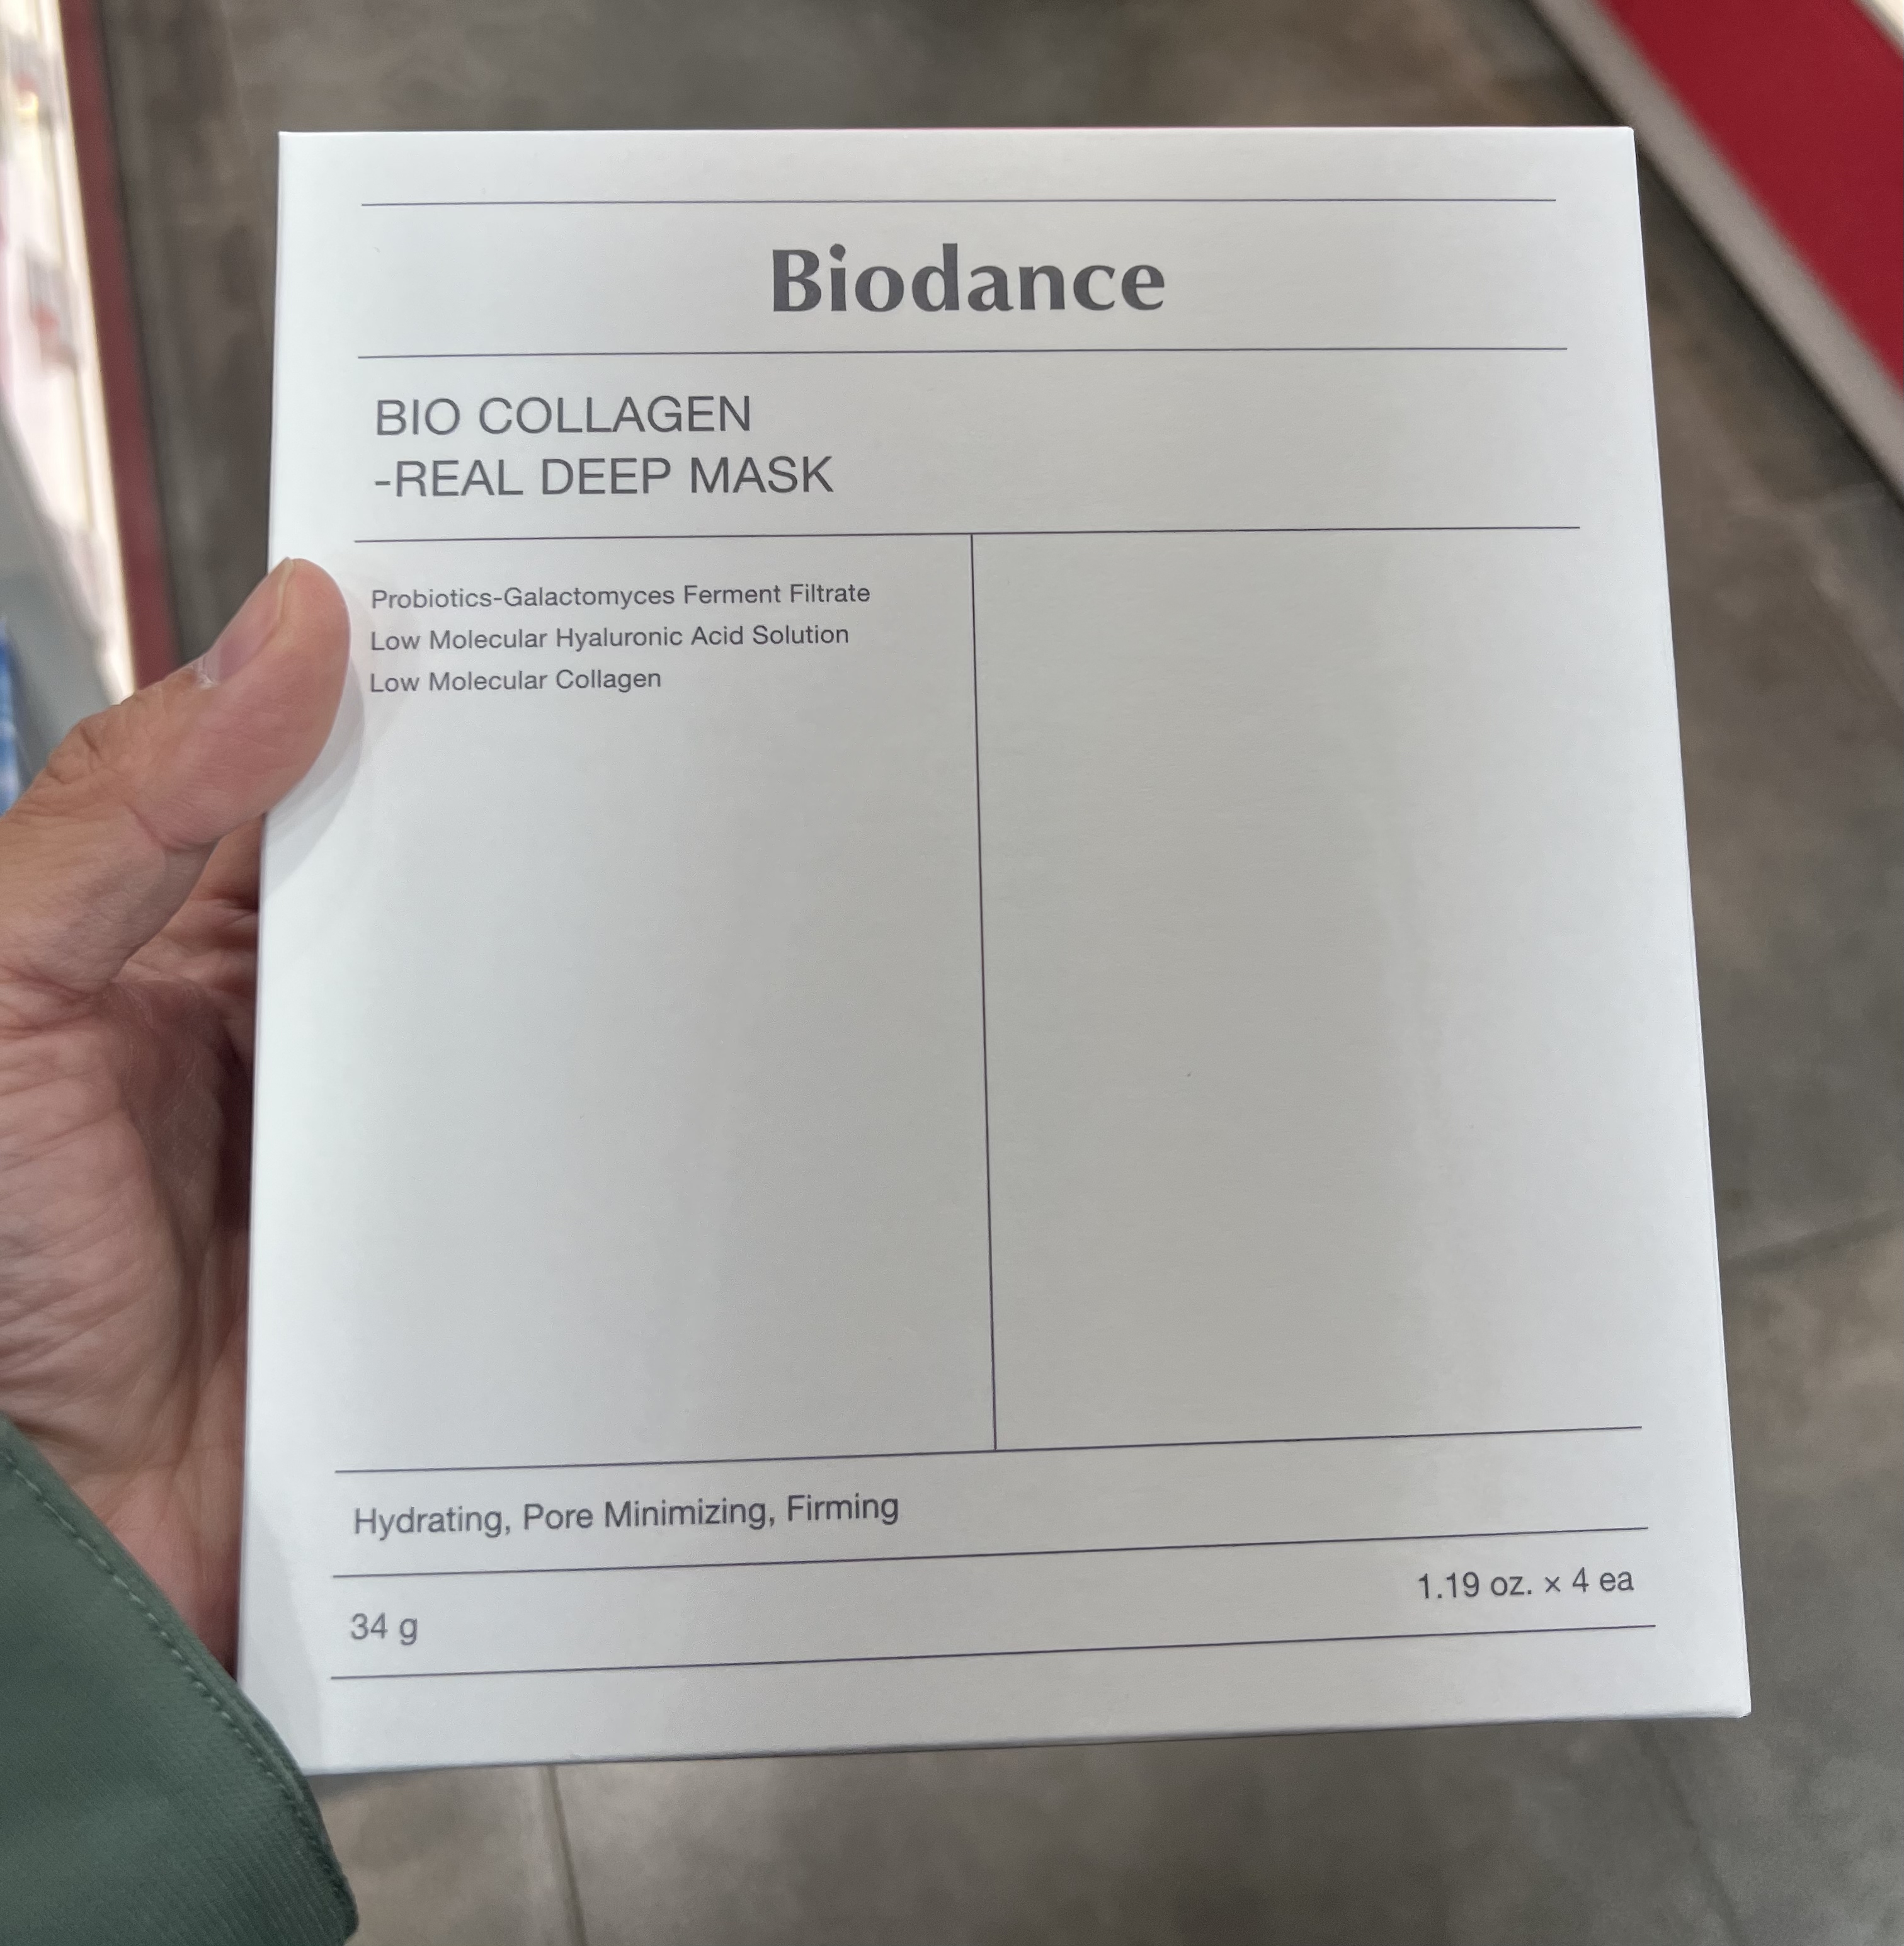 Biodance
BIO COLLAGEN
-REAL DEEP MASK
Probiotics-Galactomyces Ferment Filtrate
Low Molecular Hyaluronic Acid Solution
Low Molecular Collagen
Hydrating, Pore Minimizing, Firming
34 g
1.19 oz. × 4 ea